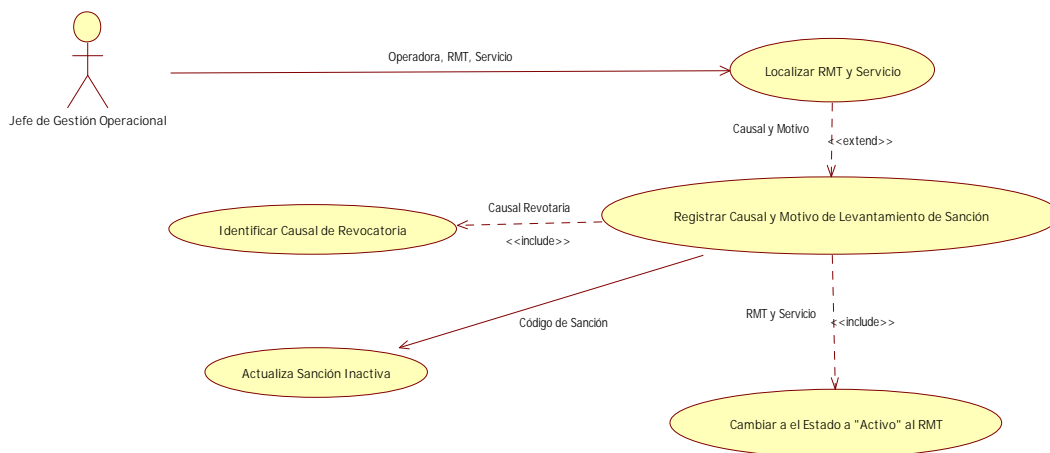 Operadora, RMT, Servicio
Localizar RMT y Servicio
Jefe de Gestión Operacional
Causal y Motivo
<<extend>>
Causal Revotaria
Registrar Causal y Motivo de Levantamiento de Sanción
Identificar Causal de Revocatoria
<<include>>
RMT y Servicio
<<include>>
Código de Sanción
Actualiza Sanción Inactiva
Cambiar a el Estado a "Activo" al RMT